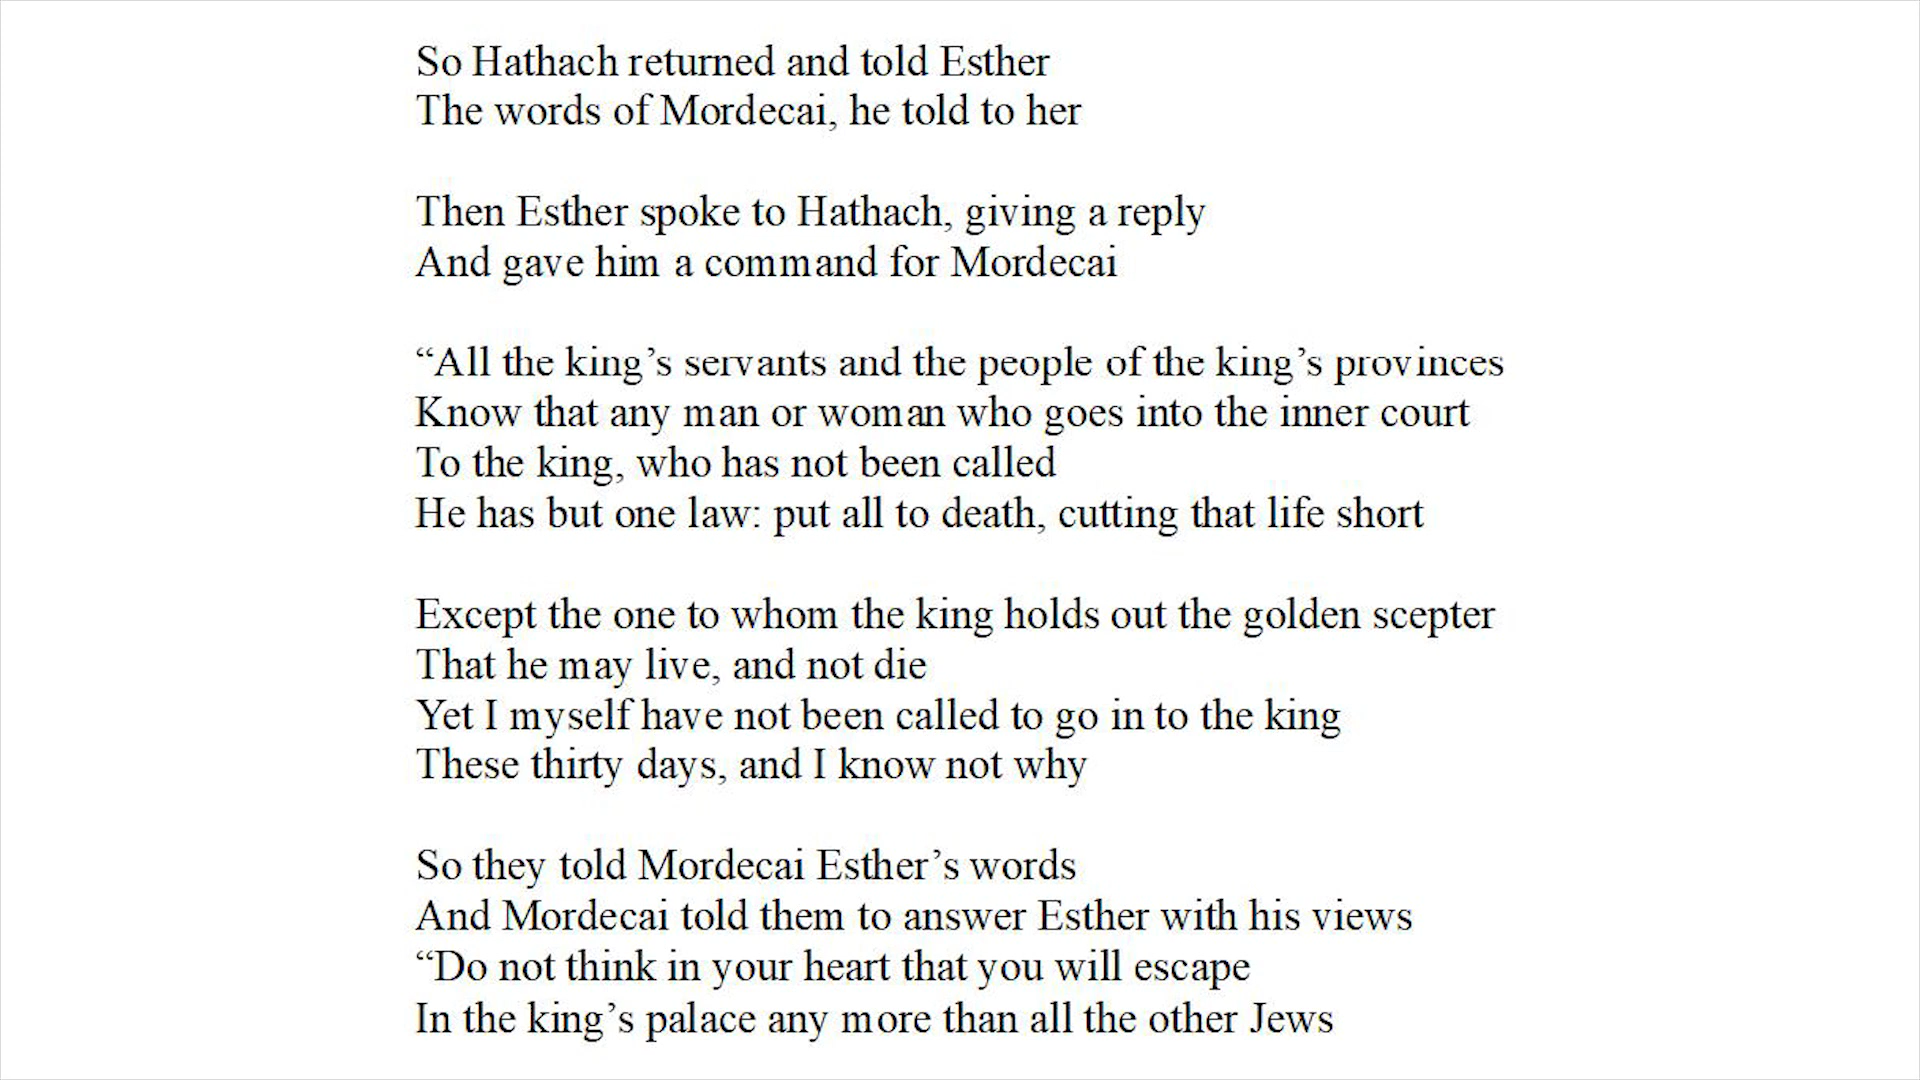 So Hathach returned and told Esther
The words of Mordecai, he told to her
Then Esther spoke to Hathach, giving a reply
And gave him a command for Mordecai
“All the king’s servants and the people of the king’s provinces
Know that any man or woman who goes into the inner court
To the king, who has not been called
He has but one law: put all to death, cutting that life short
Except the one to whom the king holds out the golden scepter
That he may live, and not die
Yet I myself have not been called to go in to the king
These thirty days, and I know not why
So they told Mordecai Esther’s words
And Mordecai told them to answer Esther with his views
“Do not think in your heart that you will escape
In the king’s palace any more than all the other Jews